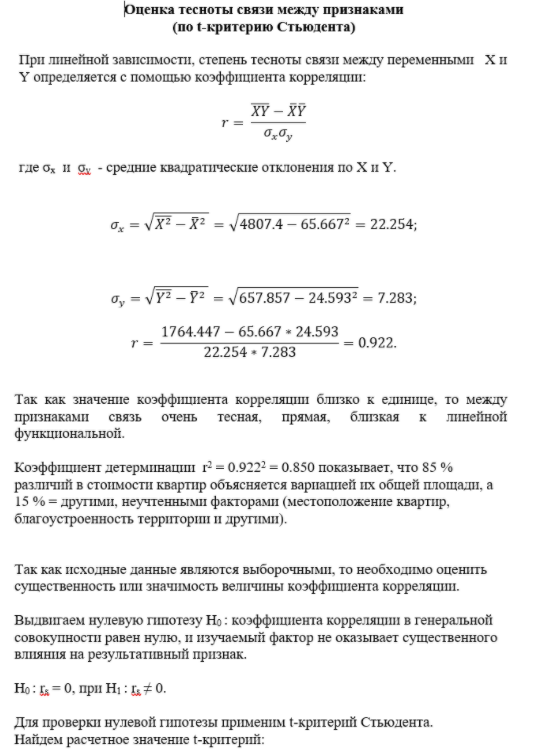 Оценка тесноты связи между признаками
(по t-критерию Стьюдента)
При линейной зависимости, степень тесноты связи между переменными X и
Y определяется с помощью коэффициента корреляции:
r = (X̅Y̅ − X̅Y̅) / (σₓσᵧ)
где σₓ и σᵧ - средние квадратические отклонения по X и Y.
σₓ = √(X̅²̅ − X̅²) = √(4807.4 − 65.667²) = 22.254;
σᵧ = √(Y̅²̅ − Y̅²) = √(657.857 − 24.593²) = 7.283;
r = (1764.447 − 65.667 * 24.593) / (22.254 * 7.283) = 0.922.
Так как значение коэффициента корреляции близко к единице, то между
признаками связь очень тесная, прямая, близкая к линейной
функциональной.
Коэффициент детерминации r² = 0.922² = 0.850 показывает, что 85 %
различий в стоимости квартир объясняется вариацией их общей площади, а
15 % = другими, неучтенными факторами (местоположение квартир,
благоустроенность территории и другими).
Так как исходные данные являются выборочными, то необходимо оценить
существенность или значимость величины коэффициента корреляции.
Выдвигаем нулевую гипотезу H₀ : коэффициента корреляции в генеральной
совокупности равен нулю, и изучаемый фактор не оказывает существенного
влияния на результативный признак.
H₀ : rₛ = 0, при H₁ : rₛ ≠ 0.
Для проверки нулевой гипотезы применим t-критерий Стьюдента.
Найдем расчетное значение t-критерий: